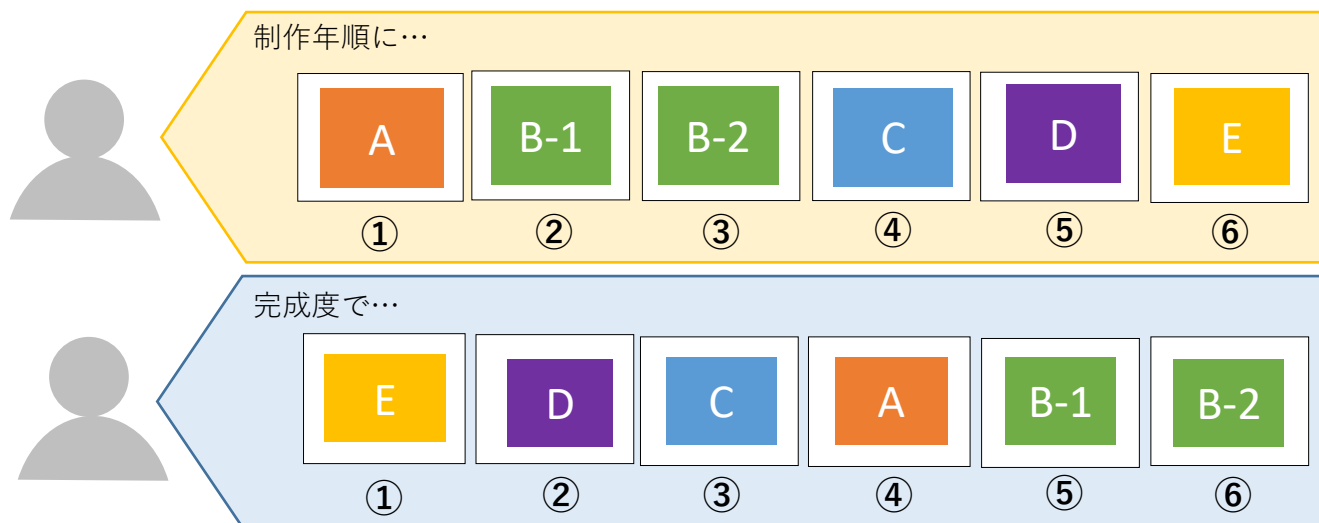 制作年順に…
A B-1 B-2 C D E
① ② ③ ④ ⑤ ⑥
完成度で…
E D C A B-1 B-2
① ② ③ ④ ⑤ ⑥